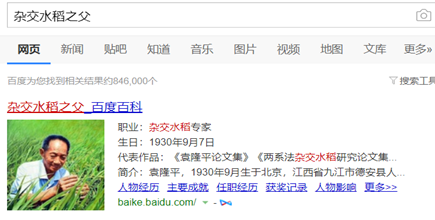 杂交水稻之父
网页 新闻 贴吧 知道 音乐 图片 视频 地图 文库 更多»
百度为您找到相关结果约846,000个 搜索工具
杂交水稻之父_百度百科
职业：杂交水稻专家
生日：1930年9月7日
代表作品：《袁隆平论文集》《两系法杂交水稻研究论文集...
简介：袁隆平，1930年9月生于北京，江西省九江市德安县人...
人物经历 主要成就 任职经历 获奖记录 人物影响 更多>>
baike.baidu.com/